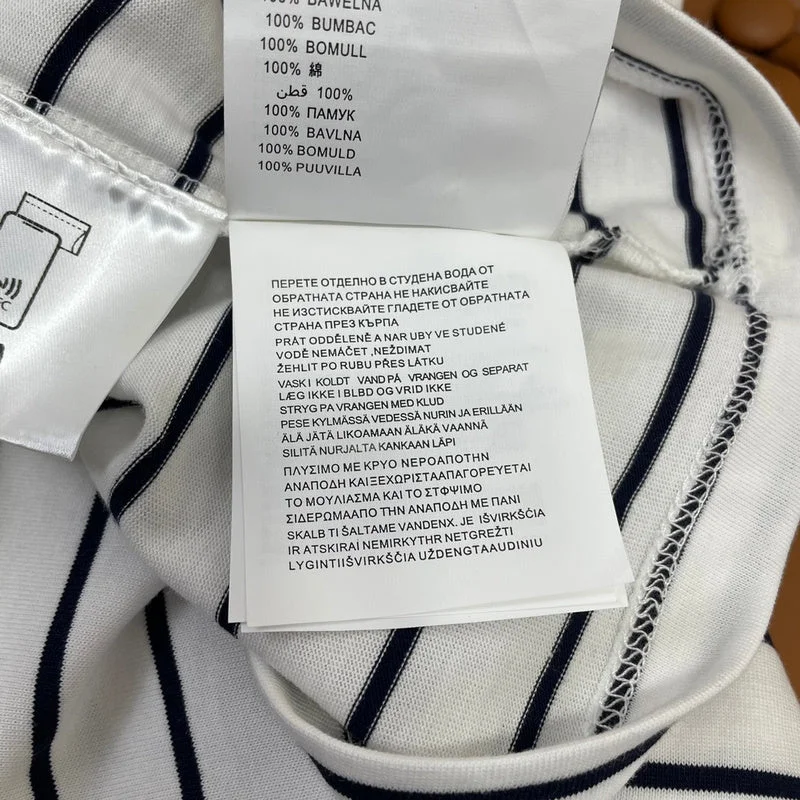 100% BAWEŁNA
100% BUMBAC
100% BOMULL
100% 綿
100% قطن
100% ПАМУК
100% BAVLNA
100% BOMULD
100% PUUVILLA
ПЕРЕТЕ ОТДЕЛНО В СТУДЕНА ВОДА ОТ
ОБРАТНАТА СТРАНА НЕ НАКИСВАЙТЕ
НЕ ИЗСТИСКВАЙТЕ ГЛАДЕТЕ ОТ ОБРАТНАТА
СТРАНА ПРЕЗ КЪРПА
PRÁT ODDĚLENĚ A NAR UBY VE STUDENÉ
VODĚ NEMÁČET ,NEŽDIMAT
ŽEHLIT PO RUBU PŘES LÁTKU
VASK I KOLDT VAND PÅ VRANGEN OG SEPARAT
LÆG IKKE I BLBD OG VRID IKKE
STRYG PA VRANGEN MED KLUD
PESE KYLMÄSSÄ VEDESSÄ NURIN JA ERILLÄÄN
ÄLÄ JÄTÄ LIKOAMAAN ÄLÄKÄ VAANNÄ
SILITÄ NURJALTA KANKAAN LÄPI
ΠΛΥΣΙΜΟ ΜΕ ΚΡΥΟ ΝΕΡΟΑΠΟΤΗΝ
ΑΝΑΠΟΔΗ ΚΑΙΞΕΧΩΡΙΣΤΑΑΠΑΓΟΡΕΥΕΤΑΙ
ΤΟ ΜΟΥΛΙΑΣΜΑ ΚΑΙ ΤΟ ΣΤΦΨΙΜΟ
ΣΙΔΕΡΩΜΑΑΠΟ ΤΗΝ ΑΝΑΠΟΔΗ ΜΕ ΠΑΝΙ
SKALB TI ŠALTAME VANDENX. JE IŠVIRKŠČIA
IR ATSKIRAI NEMIRKYTHR NETGREŽTI
LYGINTIIŠVIRKŠČIA UŽDENGTAAUDINIU